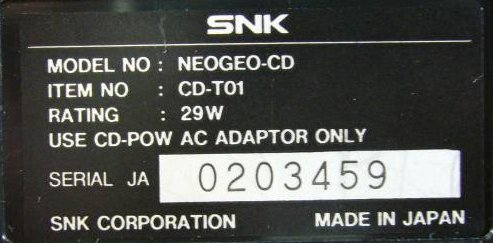 SNK
MODEL NO : NEOGEO-CD
ITEM NO : CD-T01
RATING : 29W
USE CD-POW AC ADAPTOR ONLY
SERIAL JA 0203459
SNK CORPORATION MADE IN JAPAN